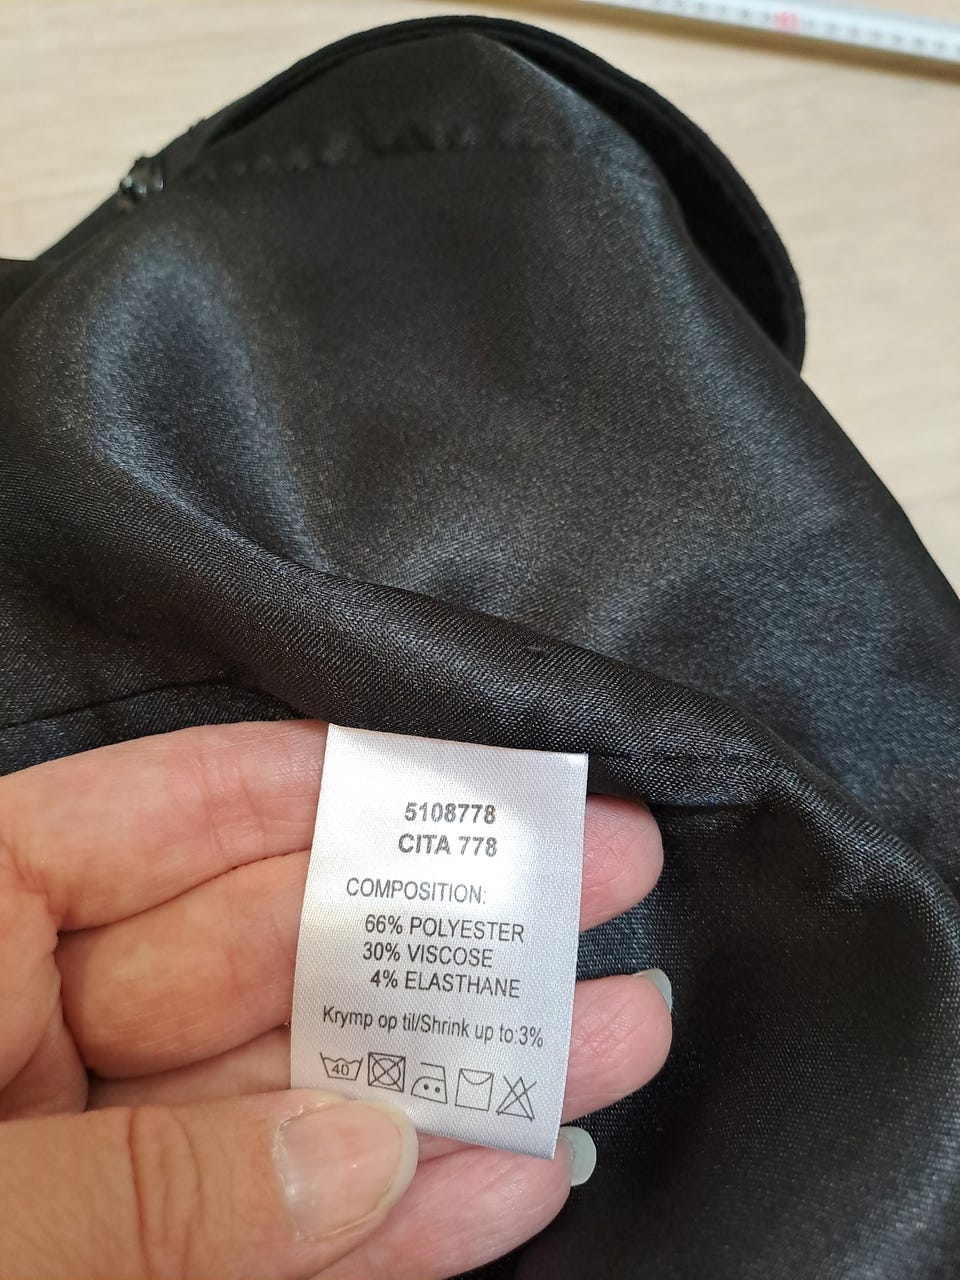 5108778
CITA 778
COMPOSITION:
66% POLYESTER
30% VISCOSE
4% ELASTHANE
Krymp op til/Shrink up to:3%
40